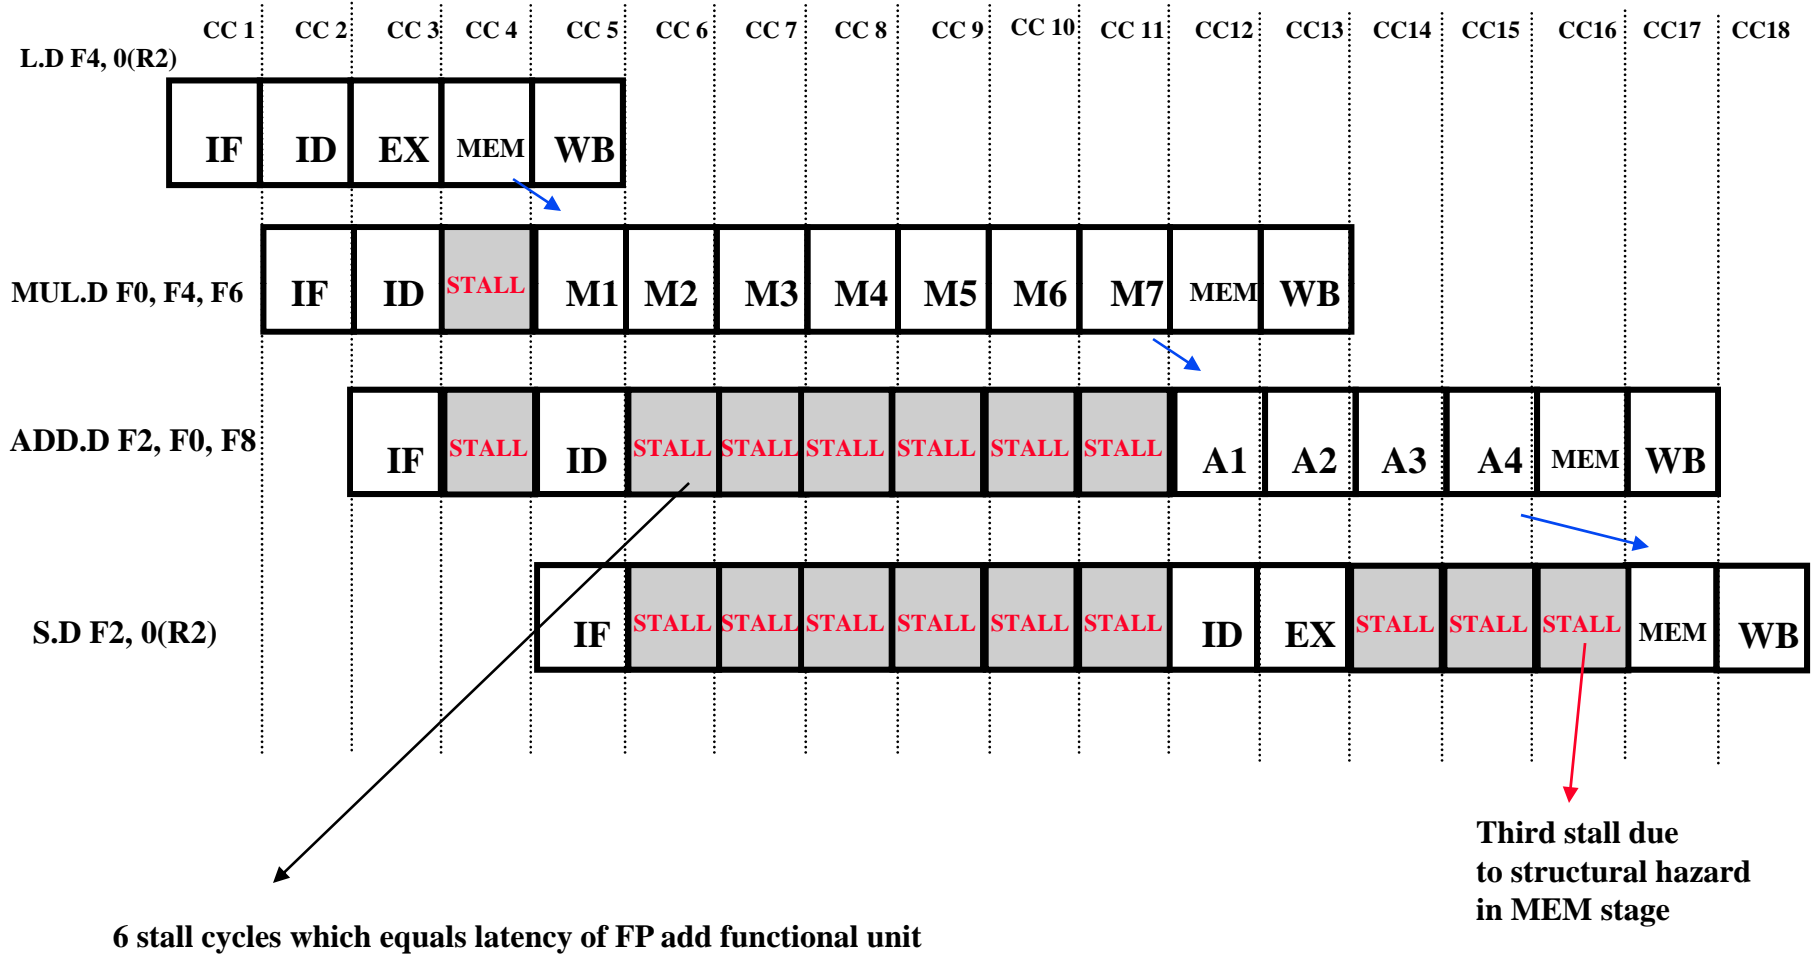 CC 1 CC 2 CC 3 CC 4 CC 5 CC 6 CC 7 CC 8 CC 9 CC 10 CC 11 CC12 CC13 CC14 CC15 CC16 CC17 CC18
L.D F4, 0(R2)
IF ID EX MEM WB
MUL.D F0, F4, F6 IF ID STALL M1 M2 M3 M4 M5 M6 M7 MEM WB
ADD.D F2, F0, F8 IF STALL ID STALL STALL STALL STALL STALL STALL A1 A2 A3 A4 MEM WB
S.D F2, 0(R2) IF STALL STALL STALL STALL STALL STALL ID EX STALL STALL STALL MEM WB
Third stall due
to structural hazard
in MEM stage
6 stall cycles which equals latency of FP add functional unit